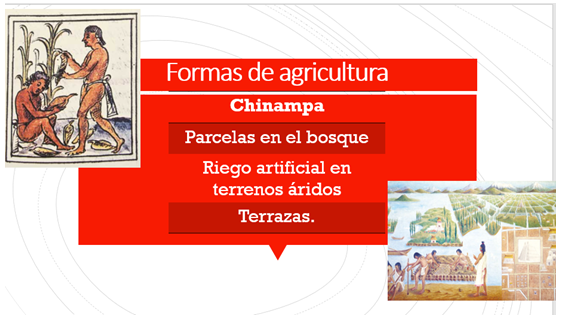 Formas de agricultura
Chinampa
Parcelas en el bosque
Riego artificial en
terrenos áridos
Terrazas.